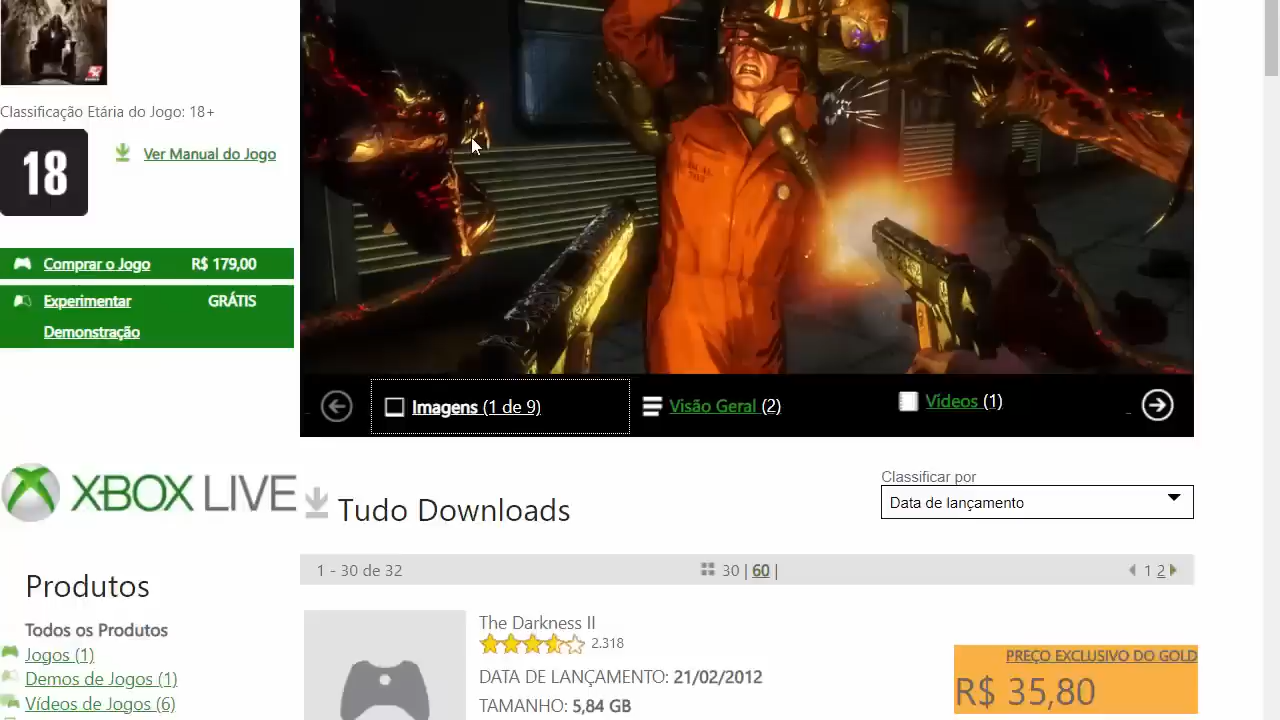 Classificação Etária do Jogo: 18+
18
Ver Manual do Jogo
Comprar o Jogo R$ 179,00
Experimentar GRÁTIS
Demonstração
Imagens (1 de 9)
Visão Geral (2)
Vídeos (1)
XBOX LIVE
Tudo Downloads
Classificar por
Data de lançamento
1 - 30 de 32
30 | 60 |
1 2
Produtos
Todos os Produtos
Jogos (1)
Demos de Jogos (1)
Vídeos de Jogos (6)
The Darkness II
2.318
DATA DE LANÇAMENTO: 21/02/2012
TAMANHO: 5,84 GB
PREÇO EXCLUSIVO DO GOLD
R$ 35,80